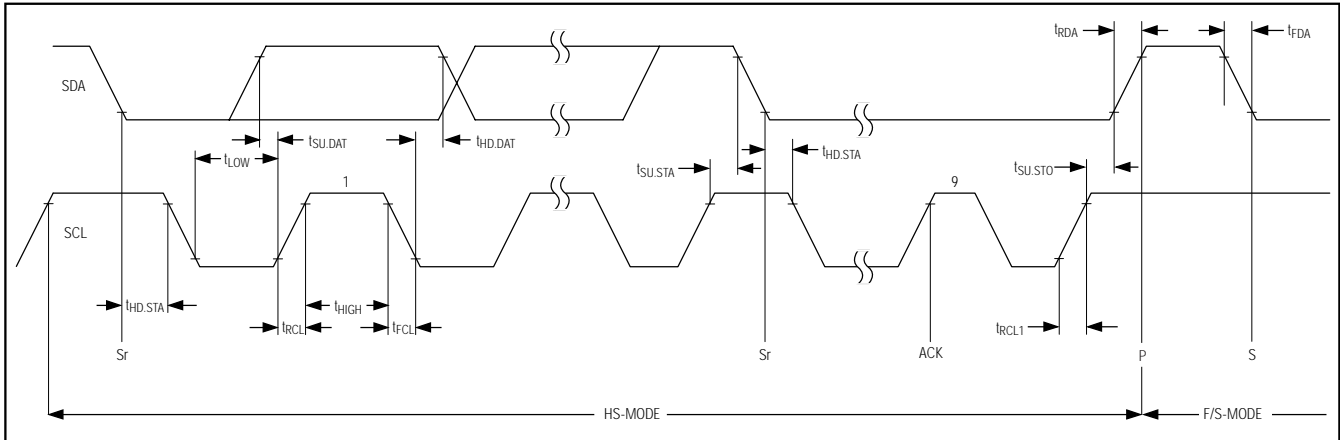 tRDA
tFDA
SDA
tSU.DAT
tHD.DAT
tLOW
tHD.STA
tSU.STA
tSU.STO
1
9
SCL
tHD.STA
tHIGH
tRCL
tFCL
tRCL1
Sr
Sr
ACK
P
S
HS-MODE
F/S-MODE